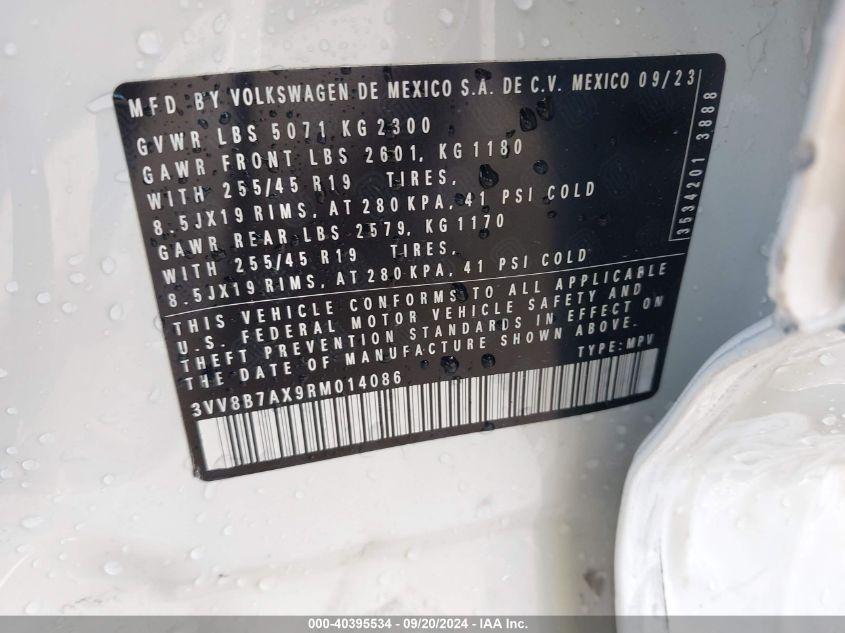 MFD. BY VOLKSWAGEN DE MEXICO S.A. DE C.V. MEXICO 09/23
GVWR LBS 5071 KG 2300
GAWR FRONT LBS 2601, KG 1180
WITH 255/45 R19 TIRES,
8.5JX19 RIMS, AT 280 KPA, 41 PSI COLD
GAWR REAR LBS 2579, KG 1170
WITH 255/45 R19 TIRES,
8.5JX19 RIMS, AT 280 KPA, 41 PSI COLD
THIS VEHICLE CONFORMS TO ALL APPLICABLE
U.S. FEDERAL MOTOR VEHICLE SAFETY AND
THEFT PREVENTION STANDARDS IN EFFECT ON
THE DATE OF MANUFACTURE SHOWN ABOVE.
3VV8B7AX9RM014086 TYPE: MPV
3534201 3888
000-40395534 - 09/20/2024 - IAA Inc.